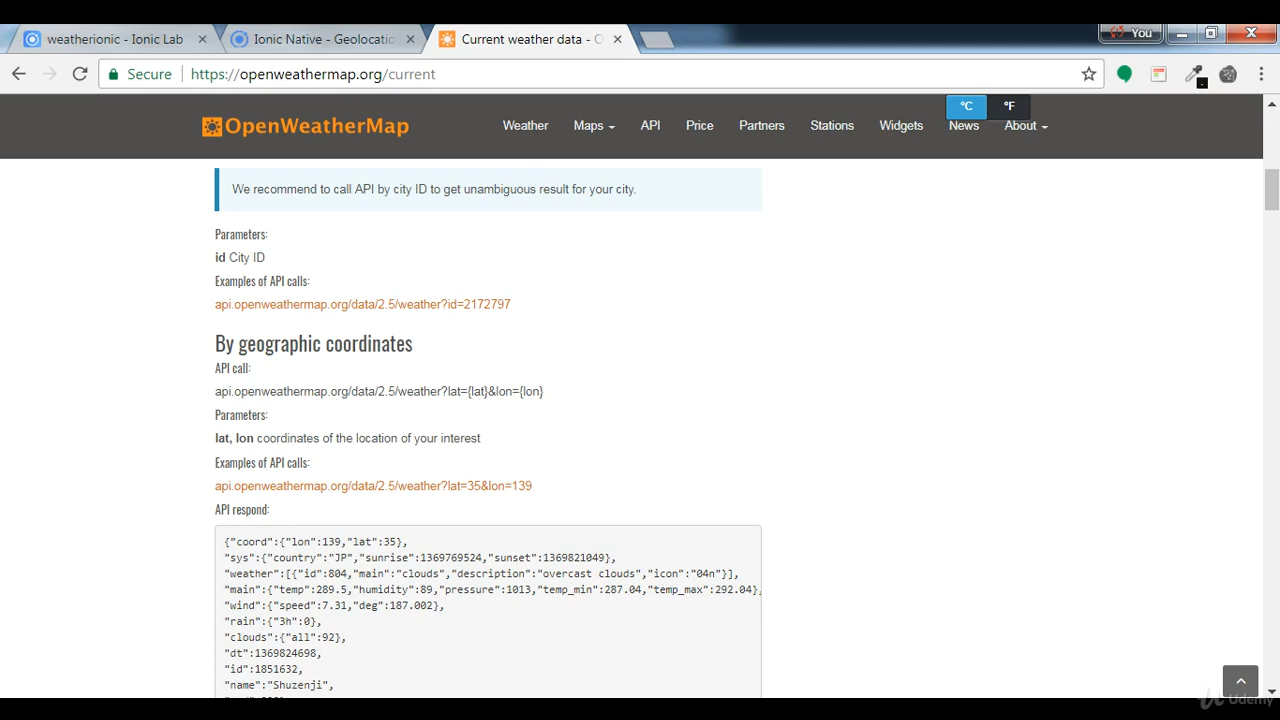 weatherionic - Ionic Lab
Ionic Native - Geolocatio
Current weather data - O
You
Secure
https://openweathermap.org/current
°C
°F
OpenWeatherMap
Weather
Maps
API
Price
Partners
Stations
Widgets
News
About
We recommend to call API by city ID to get unambiguous result for your city.
Parameters:
id City ID
Examples of API calls:
api.openweathermap.org/data/2.5/weather?id=2172797
By geographic coordinates
API call:
api.openweathermap.org/data/2.5/weather?lat={lat}&lon={lon}
Parameters:
lat, lon coordinates of the location of your interest
Examples of API calls:
api.openweathermap.org/data/2.5/weather?lat=35&lon=139
API respond:
{"coord":{"lon":139,"lat":35},
"sys":{"country":"JP","sunrise":1369769524,"sunset":1369821049},
"weather":[{"id":804,"main":"clouds","description":"overcast clouds","icon":"04n"}],
"main":{"temp":289.5,"humidity":89,"pressure":1013,"temp_min":287.04,"temp_max":292.04},
"wind":{"speed":7.31,"deg":187.002},
"rain":{"3h":0},
"clouds":{"all":92},
"dt":1369824698,
"id":1851632,
"name":"Shuzenji",
Udemy